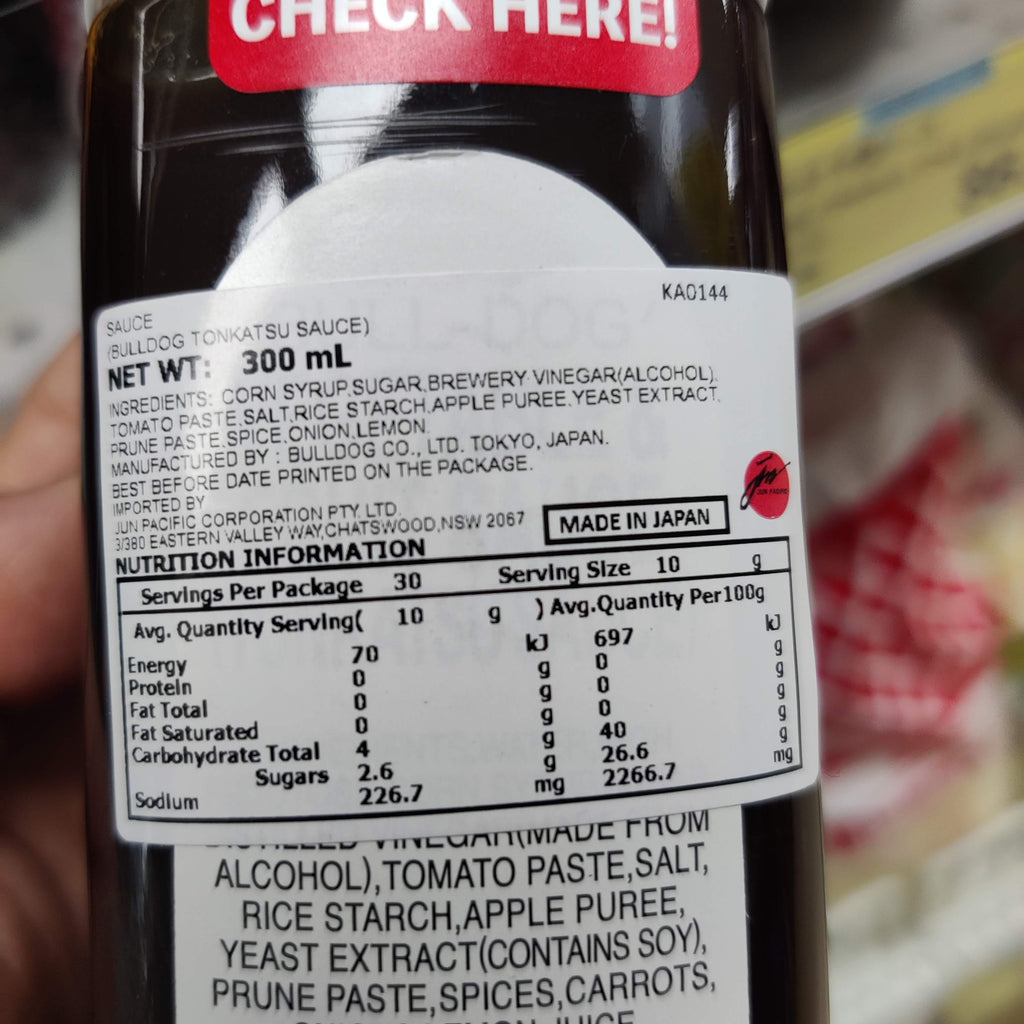 CHECK HERE!
KA0144
SAUCE
(BULLDOG TONKATSU SAUCE)
NET WT: 300 mL
INGREDIENTS: CORN SYRUP,SUGAR,BREWERY VINEGAR(ALCOHOL).
TOMATO PASTE,SALT,RICE STARCH,APPLE PUREE,YEAST EXTRACT,
PRUNE PASTE,SPICE,ONION,LEMON.
MANUFACTURED BY : BULLDOG CO., LTD. TOKYO, JAPAN.
BEST BEFORE DATE PRINTED ON THE PACKAGE.
IMPORTED BY
JUN PACIFIC CORPORATION PTY. LTD.
3/380 EASTERN VALLEY WAY,CHATSWOOD,NSW 2067
MADE IN JAPAN
JUN PACIFIC
NUTRITION INFORMATION
Servings Per Package 30 Serving Size 10 g
Avg. Quantity Serving( 10 g ) Avg.Quantity Per100g
Energy 70 kJ 697 kJ
Protein 0 g 0 g
Fat Total 0 g 0 g
Fat Saturated 0 g 0 g
Carbohydrate Total 4 g 40 g
Sugars 2.6 g 26.6 g
Sodium 226.7 mg 2266.7 mg
DISTILLED VINEGAR(MADE FROM
ALCOHOL),TOMATO PASTE,SALT,
RICE STARCH,APPLE PUREE,
YEAST EXTRACT(CONTAINS SOY),
PRUNE PASTE,SPICES,CARROTS,